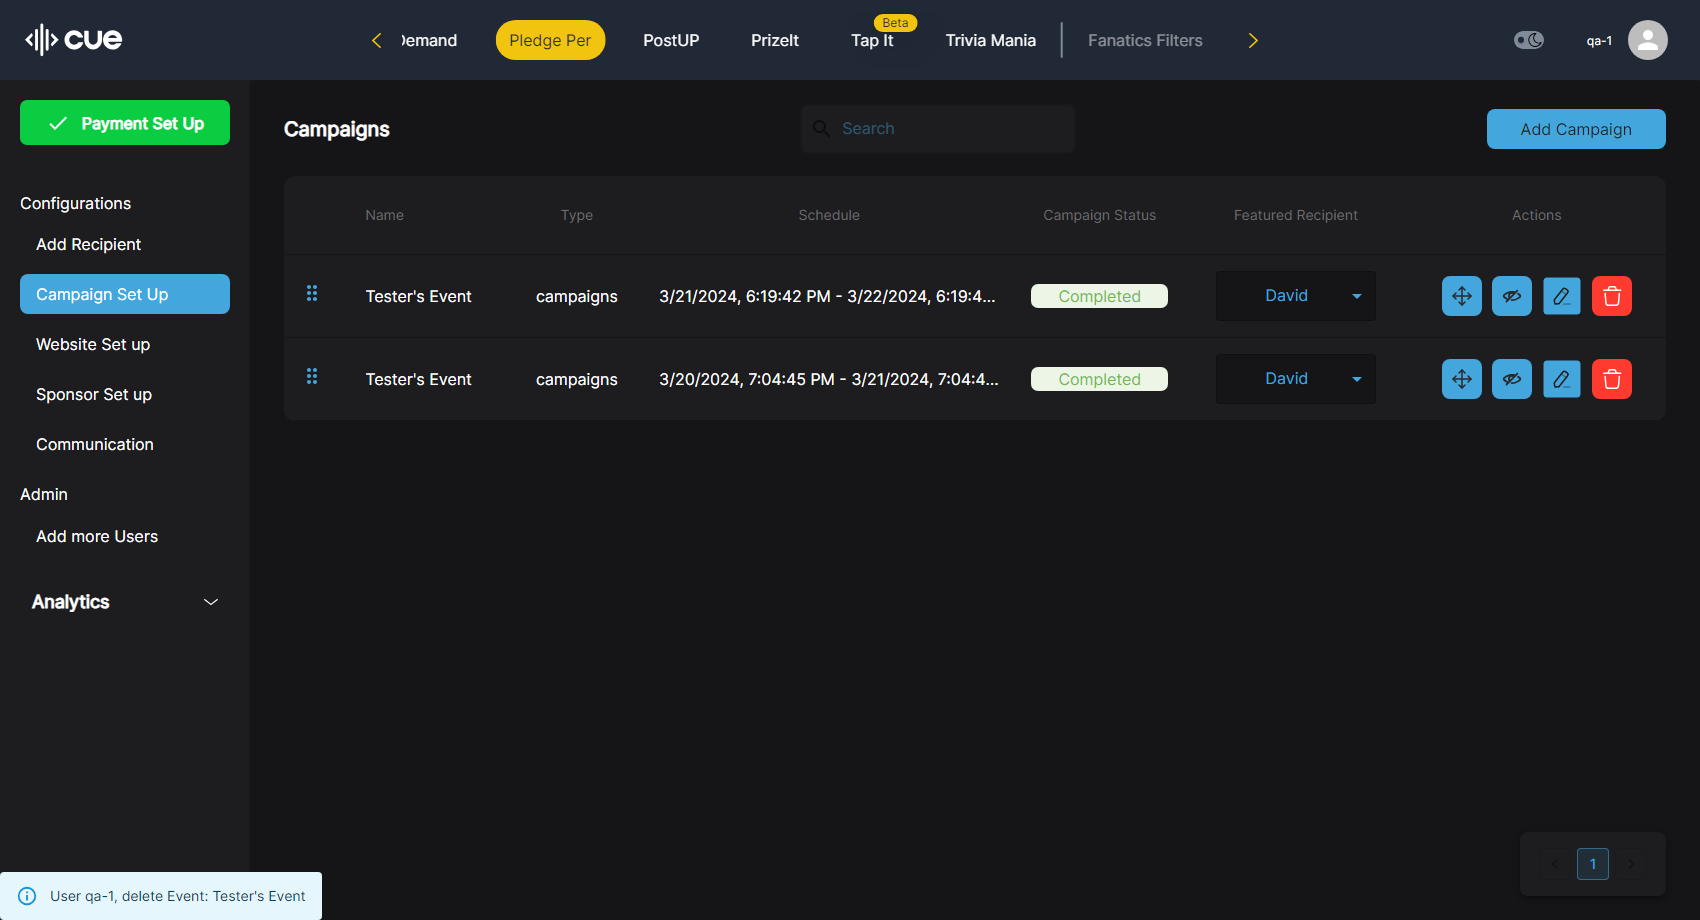 cue
Demand
Pledge Per
PostUP
PrizeIt
Tap It
Beta
Trivia Mania
Fanatics Filters
qa-1
Payment Set Up
Configurations
Add Recipient
Campaign Set Up
Website Set up
Sponsor Set up
Communication
Admin
Add more Users
Analytics
Campaigns
Search
Add Campaign
Name Type Schedule Campaign Status Featured Recipient Actions
Tester's Event campaigns 3/21/2024, 6:19:42 PM - 3/22/2024, 6:19:4... Completed David
Tester's Event campaigns 3/20/2024, 7:04:45 PM - 3/21/2024, 7:04:4... Completed David
1
User qa-1, delete Event: Tester's Event